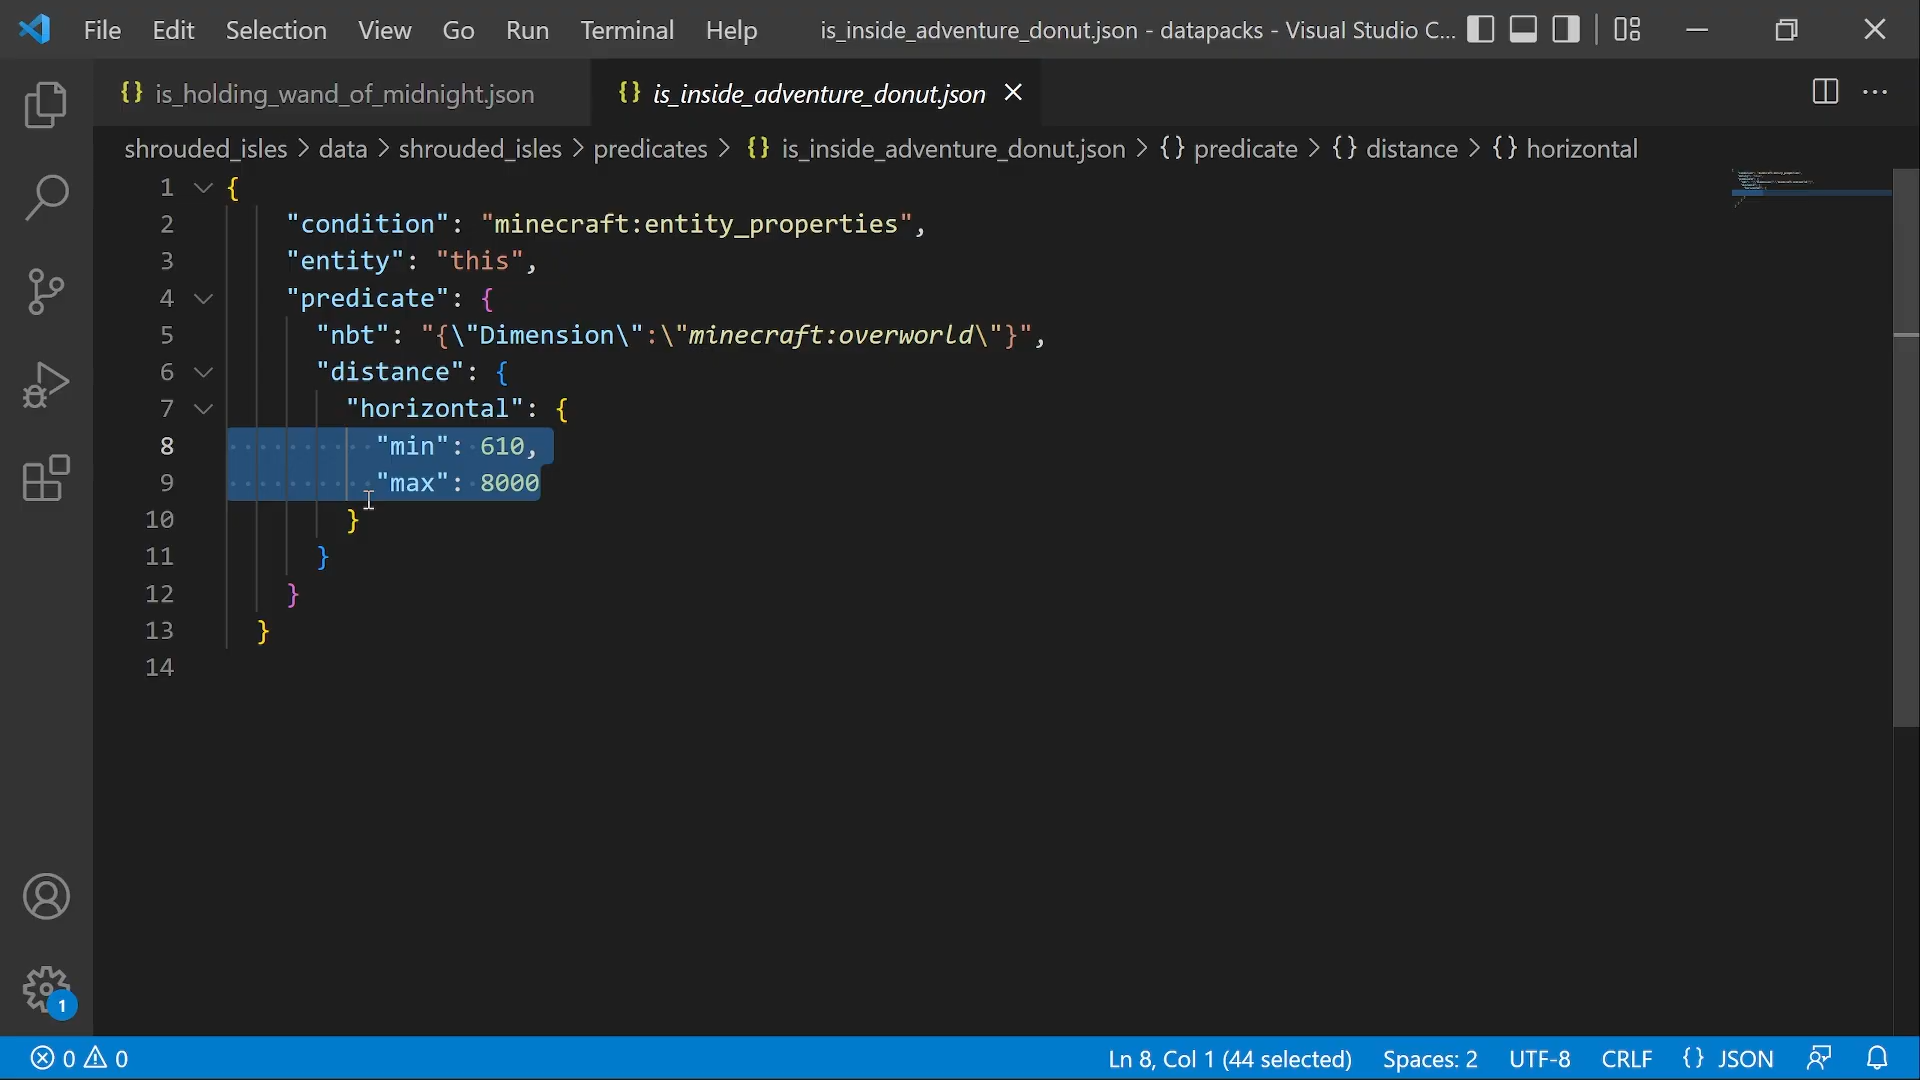 File Edit Selection View Go Run Terminal Help is_inside_adventure_donut.json - datapacks - Visual Studio C...
{} is_holding_wand_of_midnight.json {} is_inside_adventure_donut.json
shrouded_isles > data > shrouded_isles > predicates > {} is_inside_adventure_donut.json > {} predicate > {} distance > {} horizontal
1 {
2 "condition": "minecraft:entity_properties",
3 "entity": "this",
4 "predicate": {
5 "nbt": "{\"Dimension\":\"minecraft:overworld\"}",
6 "distance": {
7 "horizontal": {
8 "min": 610,
9 "max": 8000
10 }
11 }
12 }
13 }
14
1
0 0 Ln 8, Col 1 (44 selected) Spaces: 2 UTF-8 CRLF {} JSON